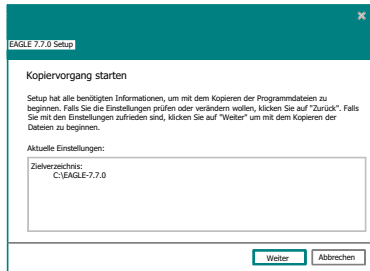 EAGLE 7.7.0 Setup
Kopiervorgang starten
Setup hat alle benötigten Informationen, um mit dem Kopieren der Programmdateien zu
beginnen. Falls Sie die Einstellungen prüfen oder verändern wollen, klicken Sie auf "Zurück". Falls
Sie mit den Einstellungen zufrieden sind, klicken Sie auf "Weiter" um mit dem Kopieren der
Dateien zu beginnen.
Aktuelle Einstellungen:
Zielverzeichnis:
C:\EAGLE-7.7.0
Weiter
Abbrechen